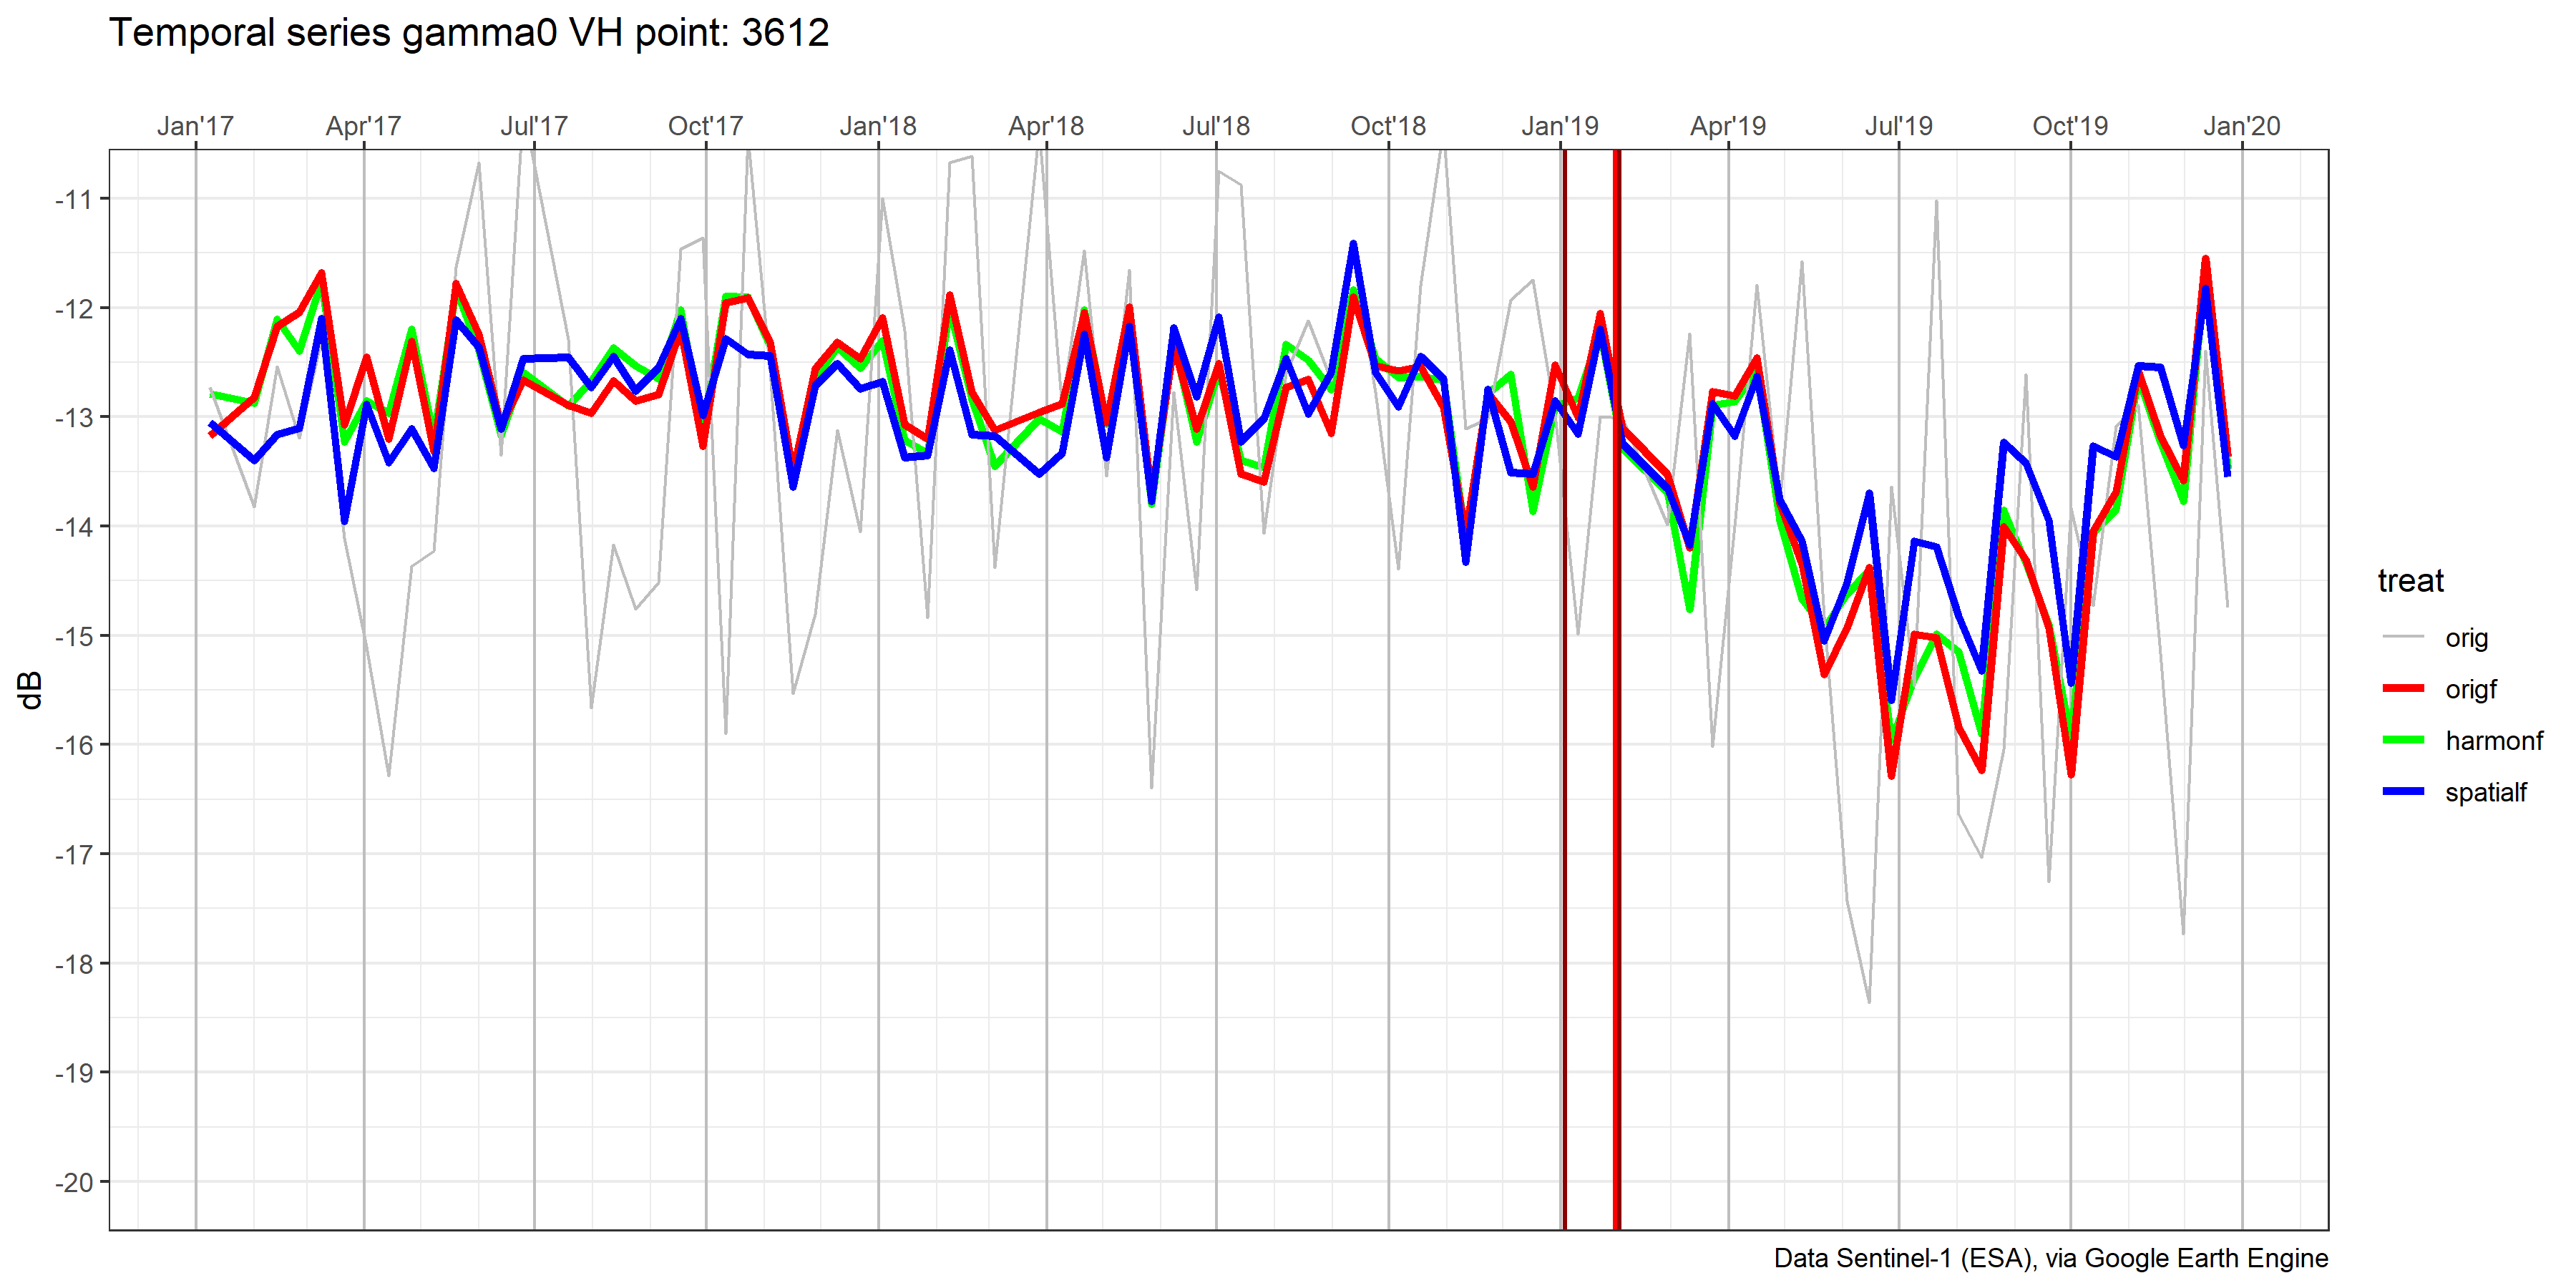 Temporal series gamma0 VH point: 3612
Jan'17 Apr'17 Jul'17 Oct'17 Jan'18 Apr'18 Jul'18 Oct'18 Jan'19 Apr'19 Jul'19 Oct'19 Jan'20
-11
-12
-13
-14
-15
-16
-17
-18
-19
-20
dB
treat
orig
origf
harmonf
spatialf
Data Sentinel-1 (ESA), via Google Earth Engine